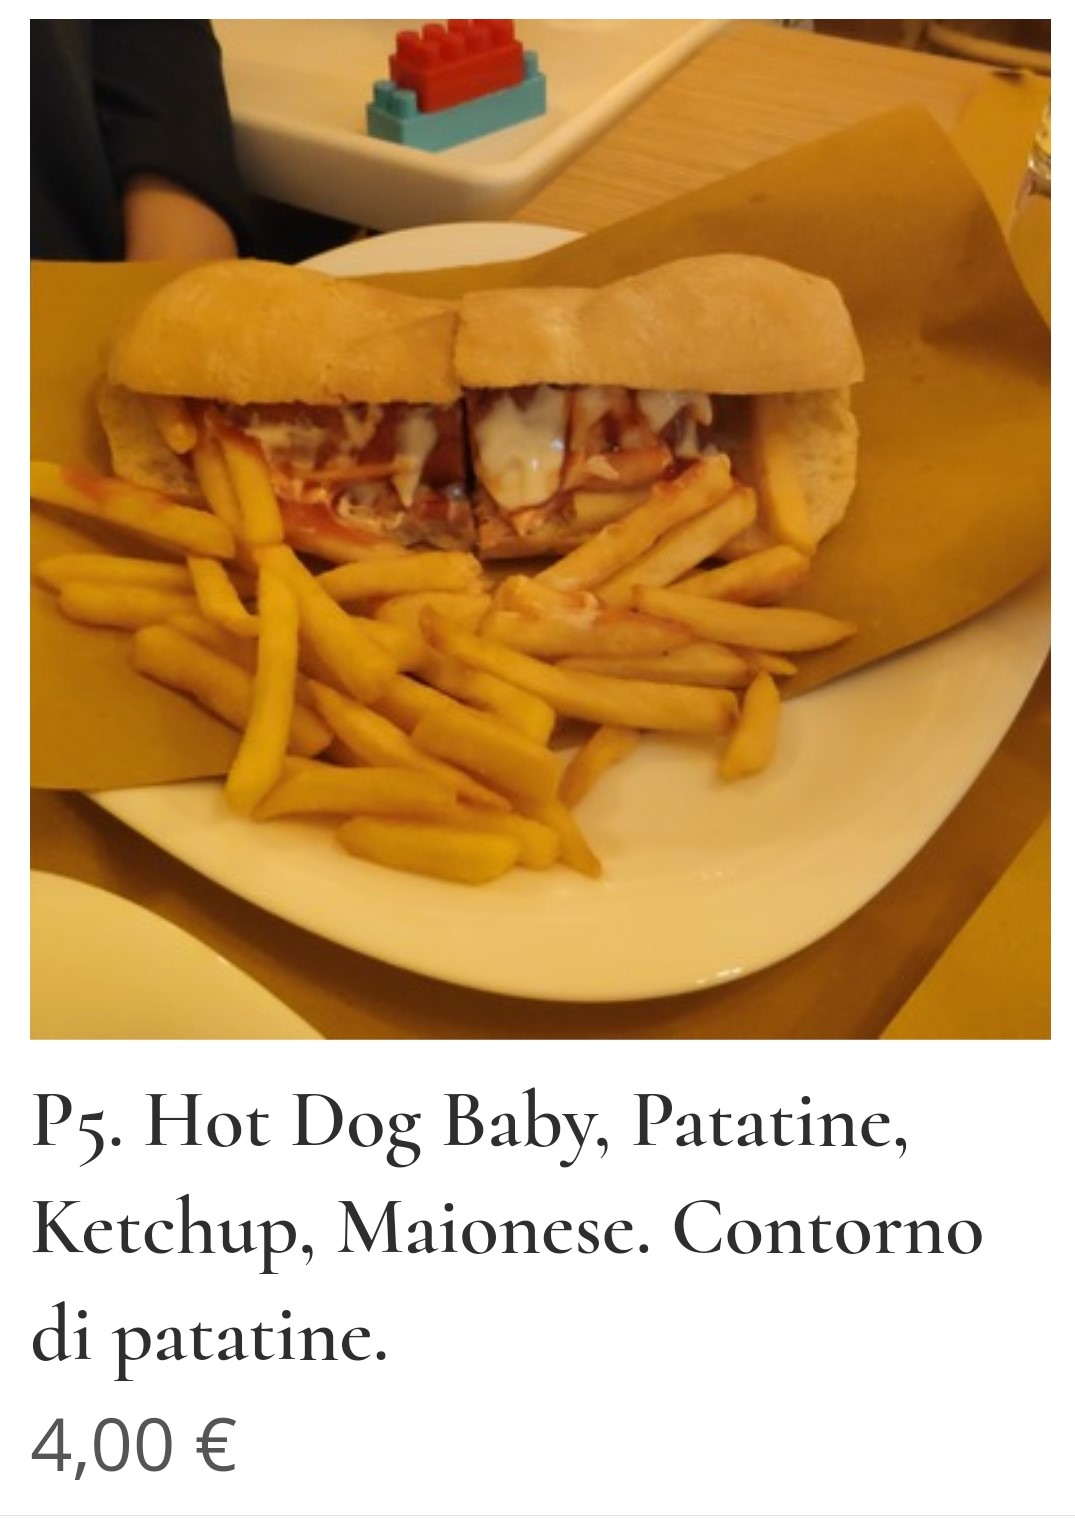 P5. Hot Dog Baby, Patatine,
Ketchup, Maionese. Contorno
di patatine.
4,00 €